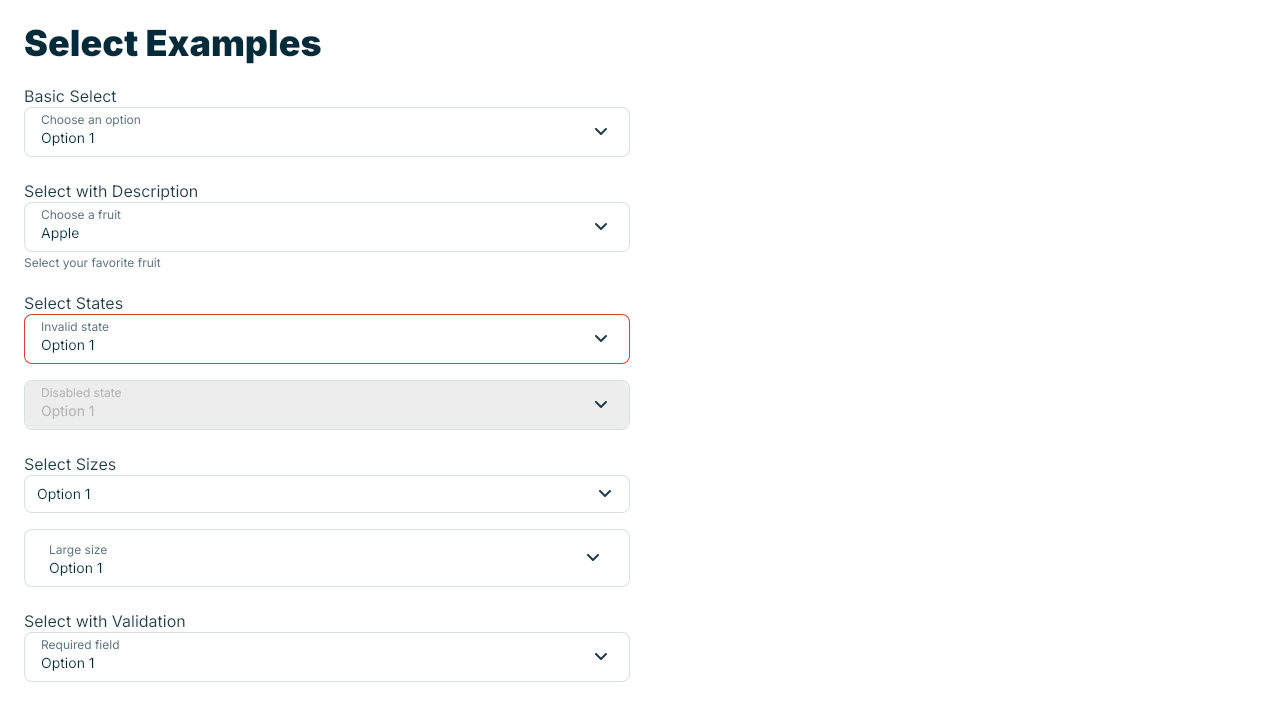 Select Examples
Basic Select
Choose an option
Option 1
Select with Description
Choose a fruit
Apple
Select your favorite fruit
Select States
Invalid state
Option 1
Disabled state
Option 1
Select Sizes
Option 1
Large size
Option 1
Select with Validation
Required field
Option 1